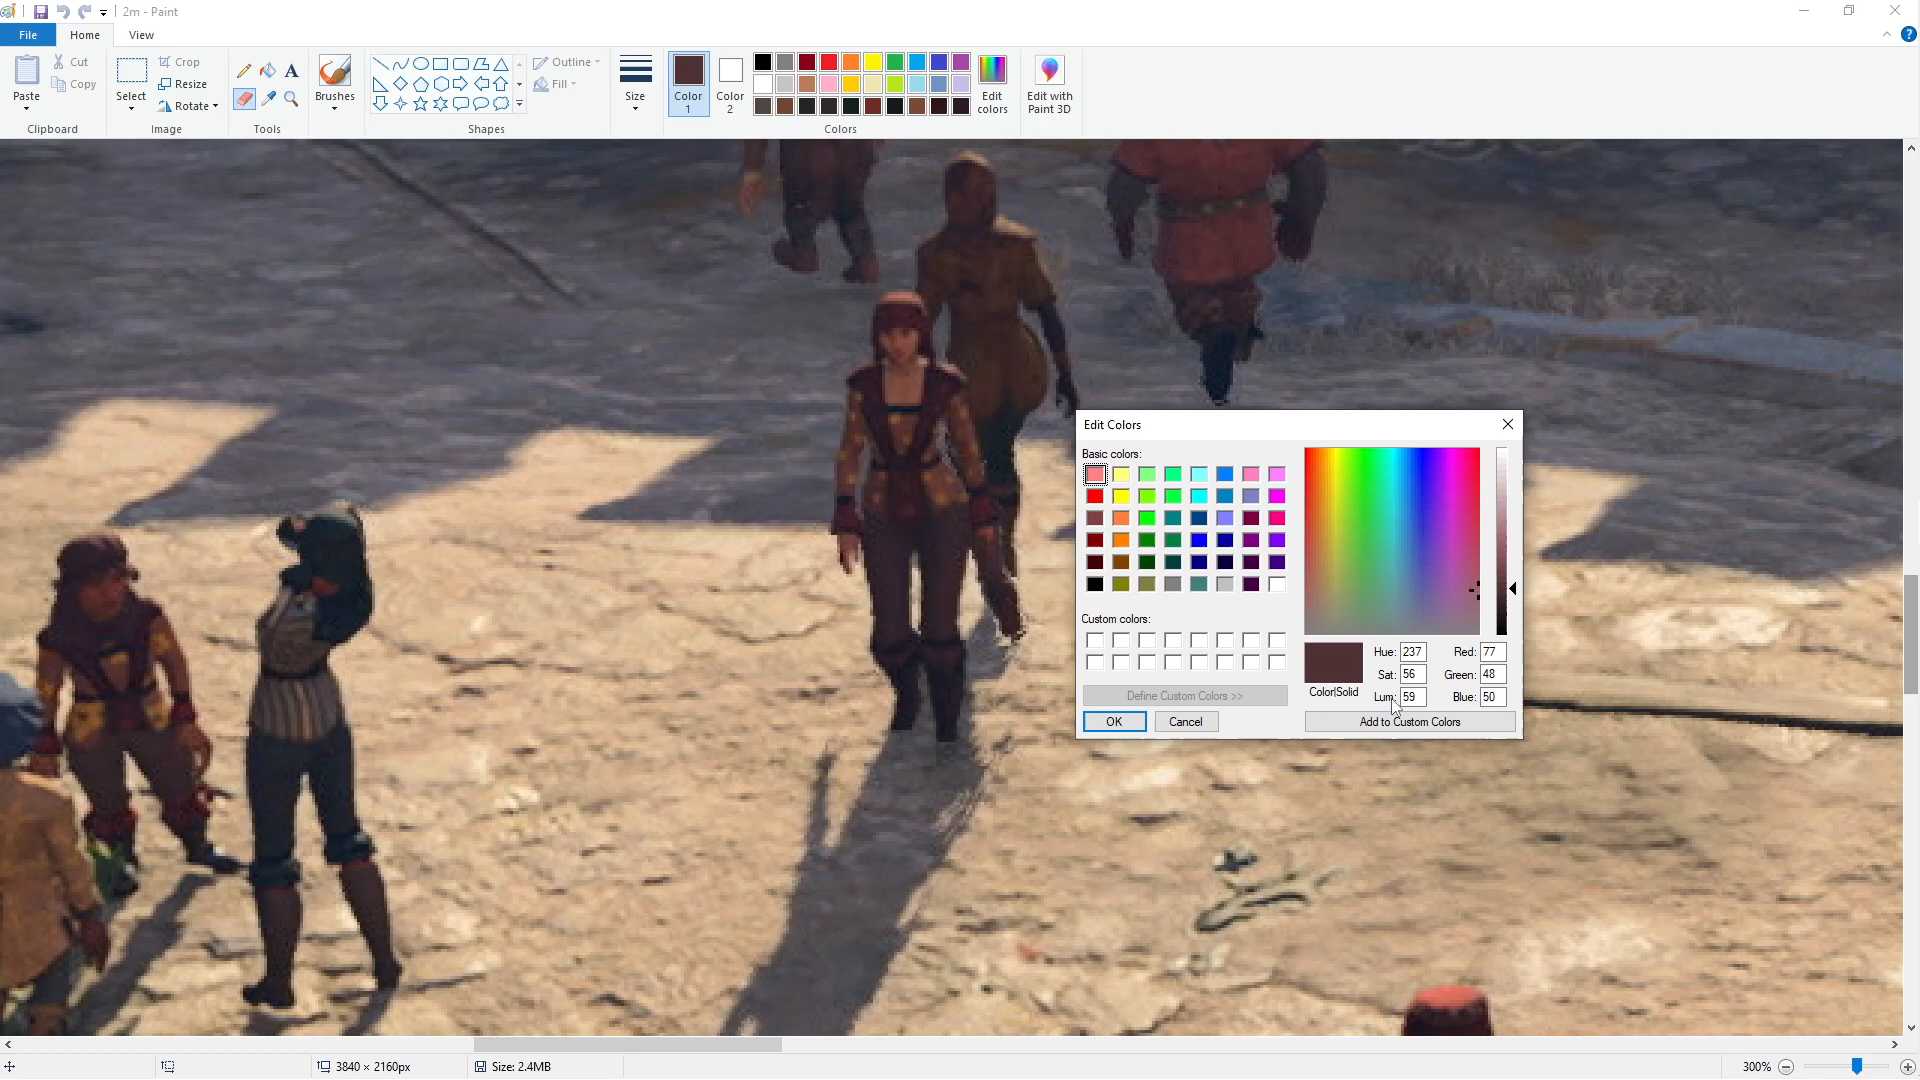 2m - Paint
File Home View
Paste Cut Copy Clipboard
Select Crop Resize Rotate Image
Tools
Brushes
Outline Fill Shapes
Size
Color 1 Color 2 Edit colors Colors
Edit with Paint 3D
Edit Colors
Basic colors:
Custom colors:
Define Custom Colors >>
OK Cancel
Color|Solid
Hue: 237 Red: 77
Sat: 56 Green: 48
Lum: 59 Blue: 50
Add to Custom Colors
3840 × 2160px Size: 2.4MB 300%